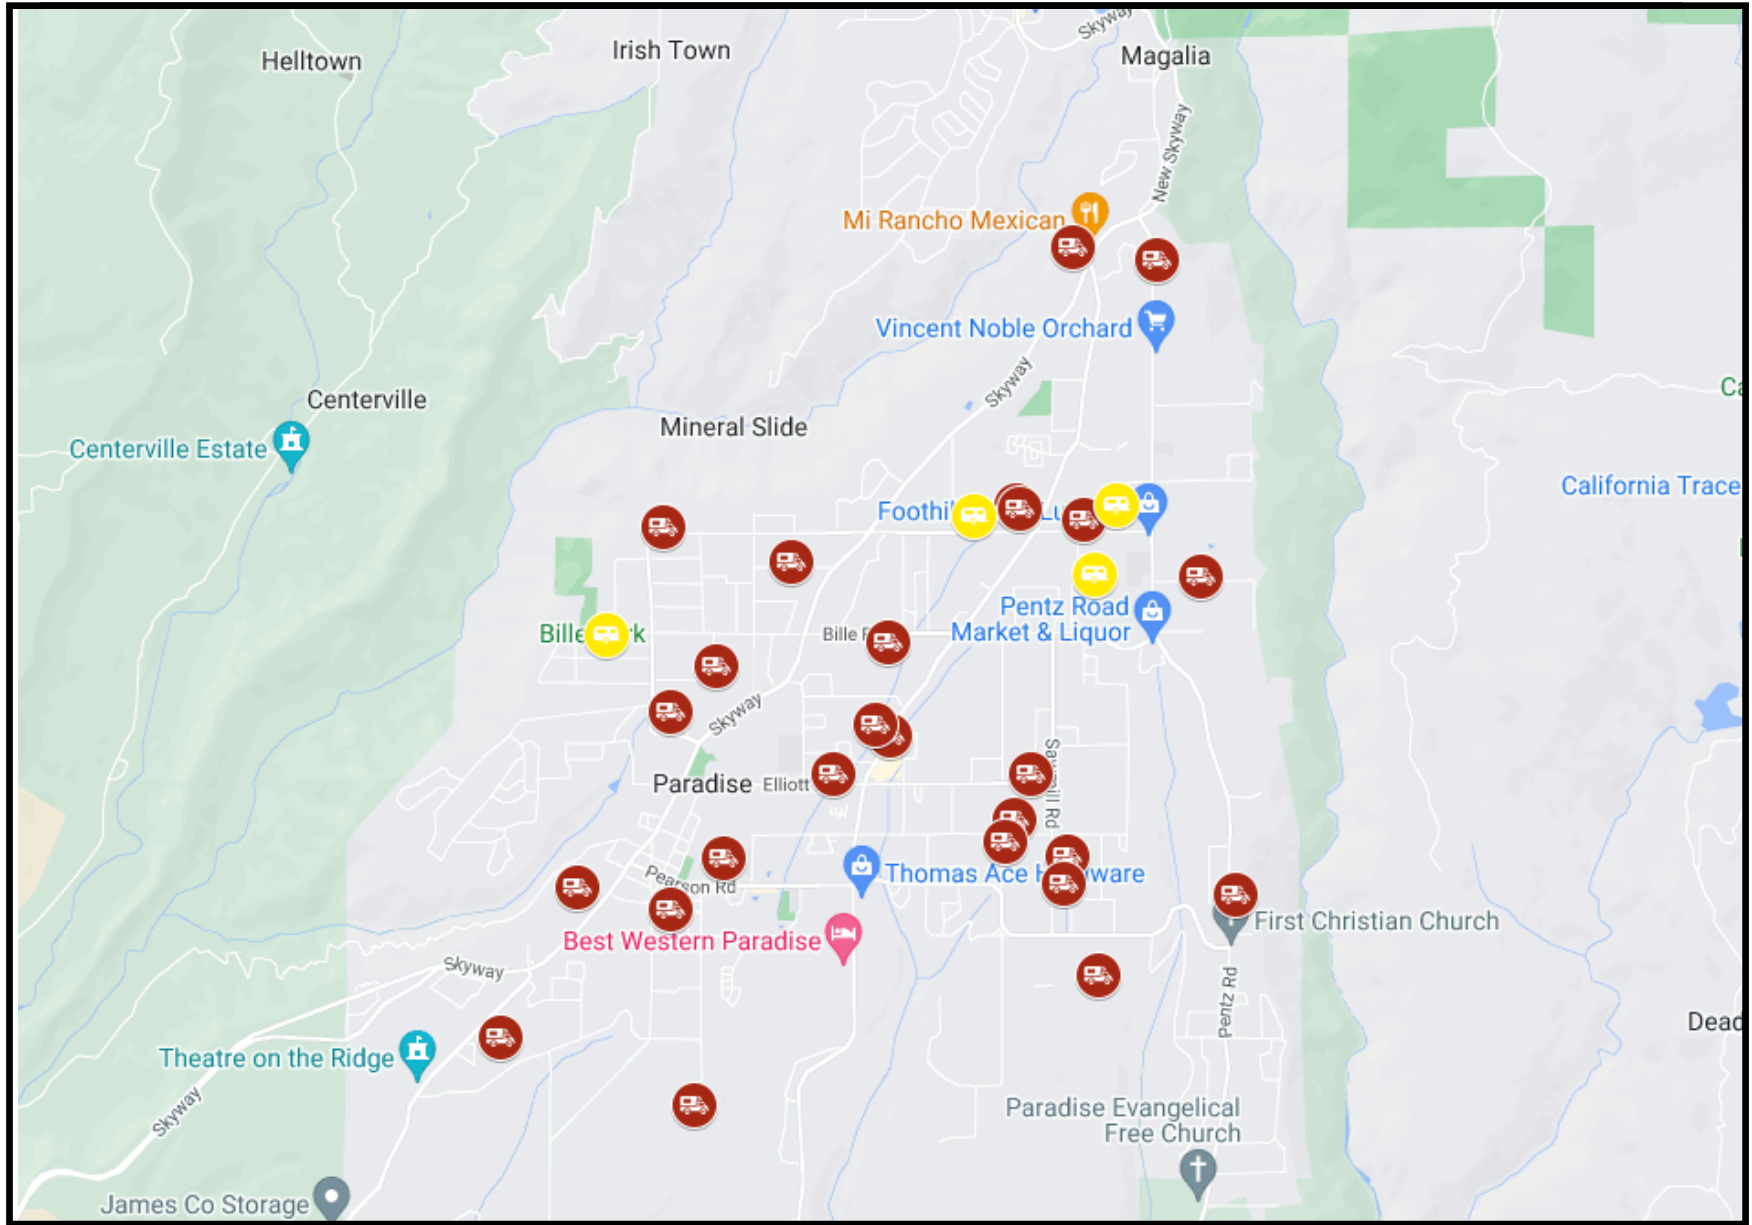 Skyway
Helltown
Irish Town
Magalia
New Skyway
Mi Rancho Mexican
Vincent Noble Orchard
Skyway
Centerville
Mineral Slide
Centerville Estate
California Trace
Pentz Road
Market & Liquor
Bille
Skyway
Paradise
Elliott
Rd
Thomas Ace
Pearson Rd
First Christian Church
Best Western Paradise
Skyway
Pentz Rd
Theatre on the Ridge
Skyway
Paradise Evangelical
Free Church
James Co Storage